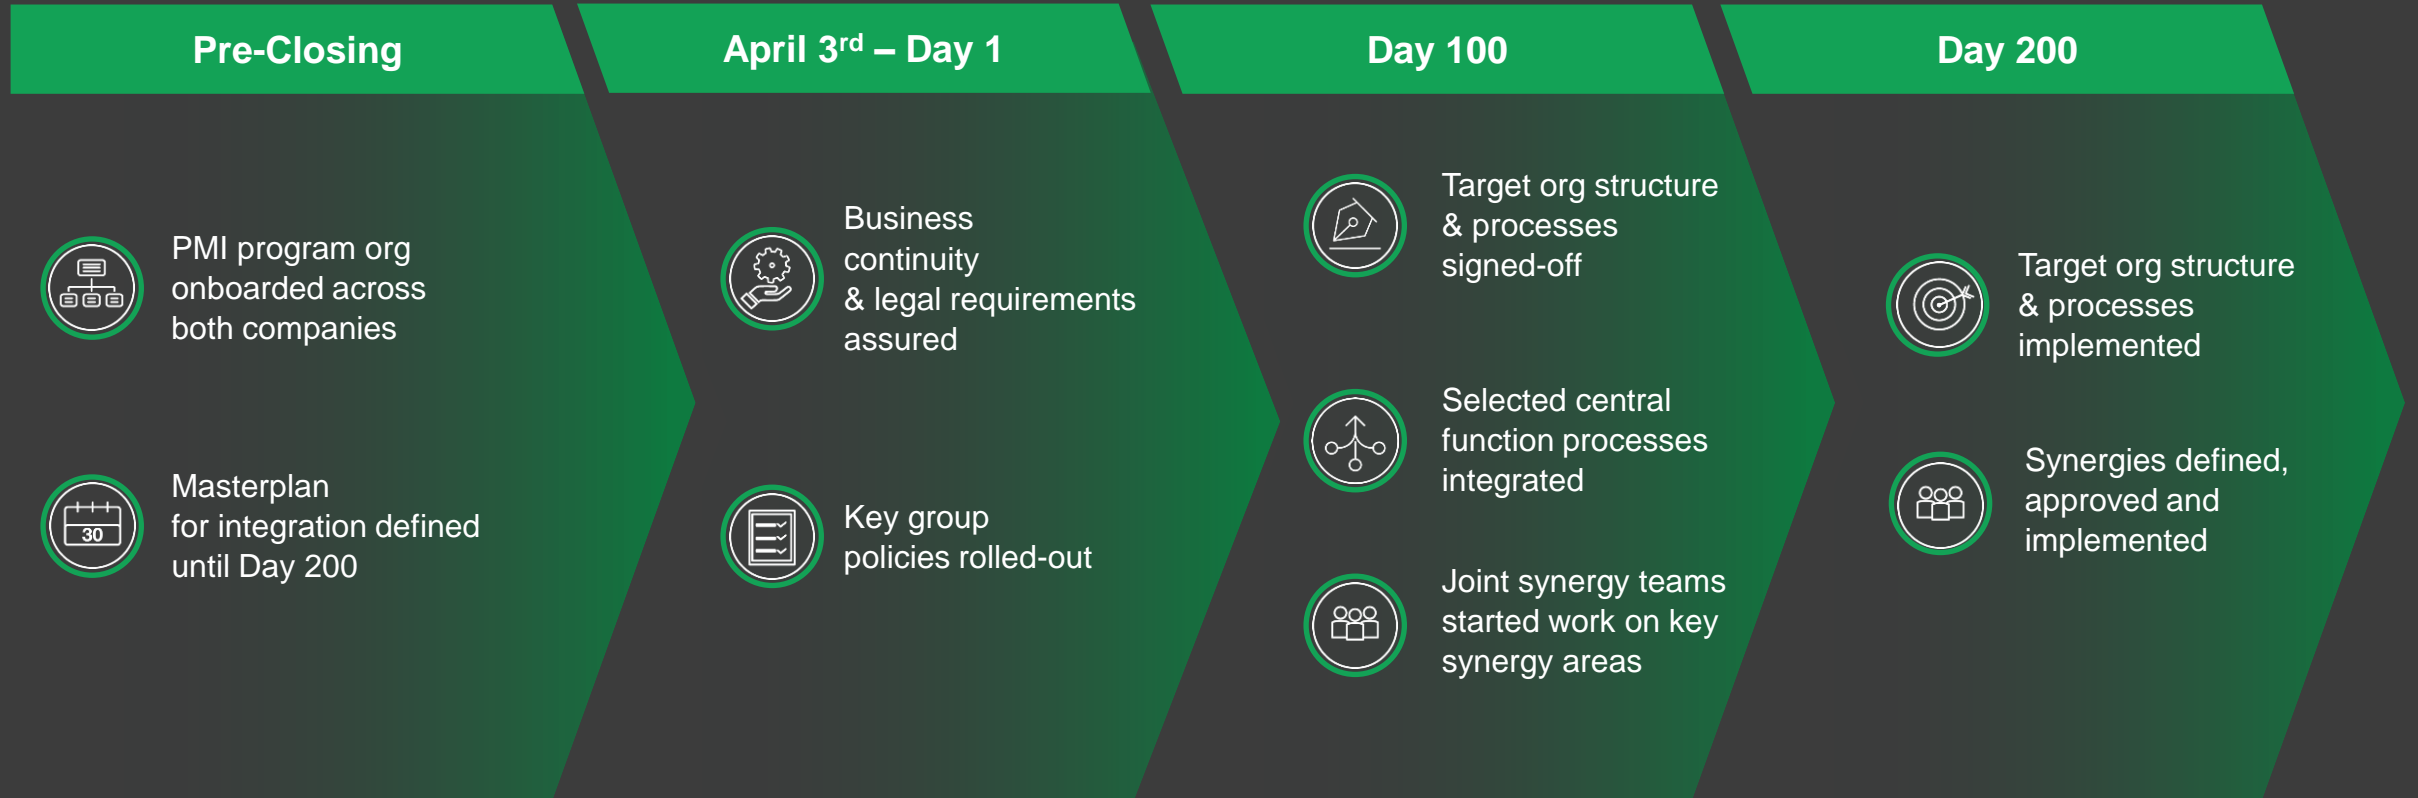 Pre-Closing
PMI program org
onboarded across
both companies
30
Masterplan
for integration defined
until Day 200
April 3rd – Day 1
Business
continuity
& legal requirements
assured
Key group
policies rolled-out
Day 100
Target org structure
& processes
signed-off
Selected central
function processes
integrated
Joint synergy teams
started work on key
synergy areas
Day 200
Target org structure
& processes
implemented
Synergies defined,
approved and
implemented